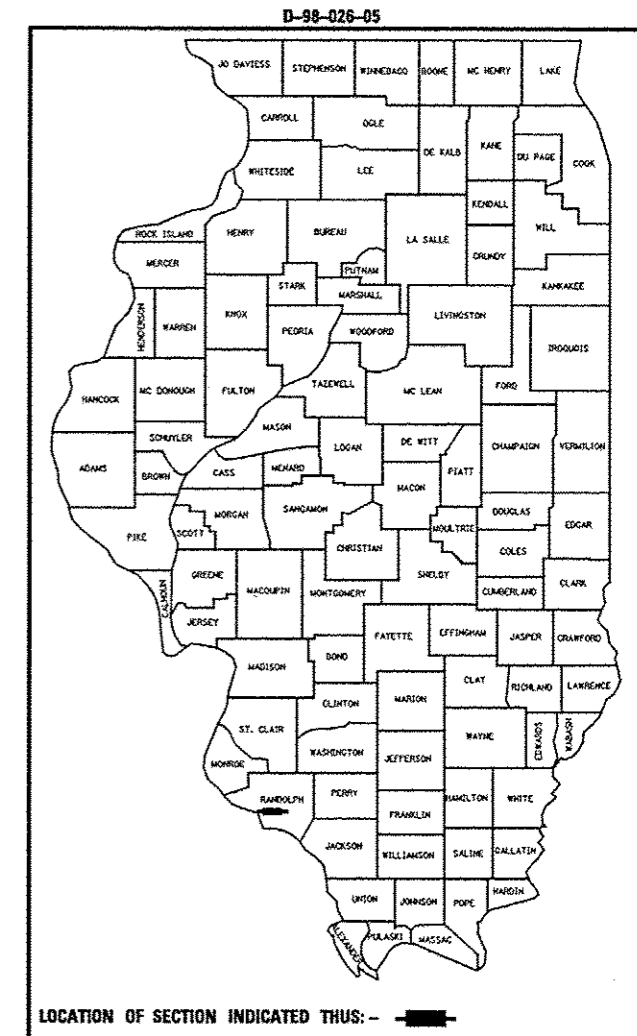 D-98-026-05
JO DAVIESS STEPHENSON WINNEBAGO BOONE MC HENRY LAKE
CARROLL OGLE DE KALB KANE DU PAGE COOK
WHITESIDE LEE KENDALL WILL
ROCK ISLAND HENRY BUREAU LA SALLE GRUNDY
MERCER PUTNAM KANKAKEE
STARK MARSHALL LIVINGSTON
HENDERSON WARREN KNOX PEORIA WOODFORD IROQUOIS
HANCOCK MC DONOUGH FULTON TAZEWELL MC LEAN FORD
SCHUYLER MASON LOGAN DE WITT CHAMPAIGN VERMILION
ADAMS BROWN CASS MENARD MACON PIATT
PIKE SCOTT MORGAN SANGAMON MOULTRIE DOUGLAS EDGAR
CHRISTIAN COLES
CALHOUN GREENE MACOUPIN MONTGOMERY SHELBY CUMBERLAND CLARK
JERSEY FAYETTE EFFINGHAM JASPER CRAWFORD
MADISON BOND CLAY RICHLAND LAWRENCE
CLINTON MARION
ST. CLAIR WAYNE EDWARDS WABASH
MONROE WASHINGTON JEFFERSON
RANDOLPH PERRY HAMILTON WHITE
FRANKLIN
JACKSON WILLIAMSON SALINE GALLATIN
UNION JOHNSON POPE HARDIN
ALEXANDER PULASKI MASSAC
LOCATION OF SECTION INDICATED THUS: -